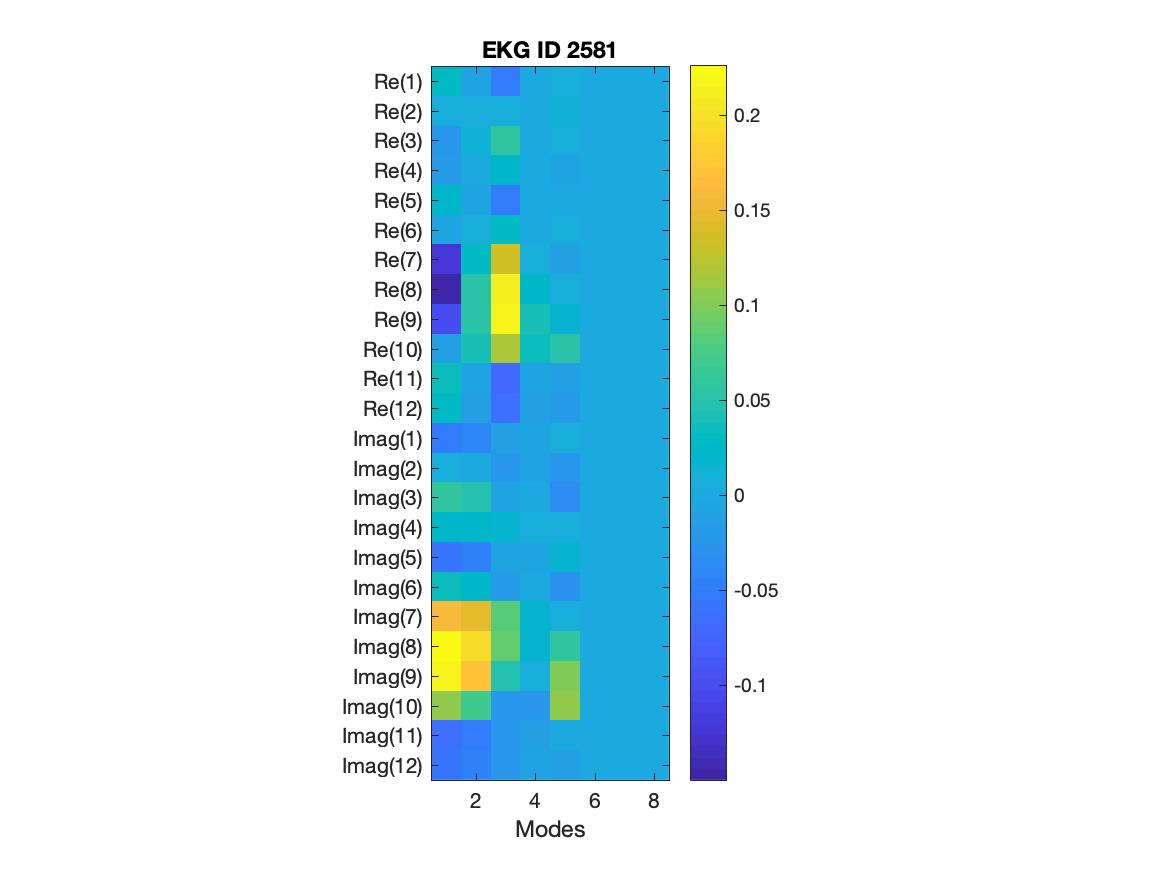 EKG ID 2581
Re(1)
Re(2)
Re(3)
Re(4)
Re(5)
Re(6)
Re(7)
Re(8)
Re(9)
Re(10)
Re(11)
Re(12)
Imag(1)
Imag(2)
Imag(3)
Imag(4)
Imag(5)
Imag(6)
Imag(7)
Imag(8)
Imag(9)
Imag(10)
Imag(11)
Imag(12)
2 4 6 8
Modes
0.2
0.15
0.1
0.05
0
-0.05
-0.1